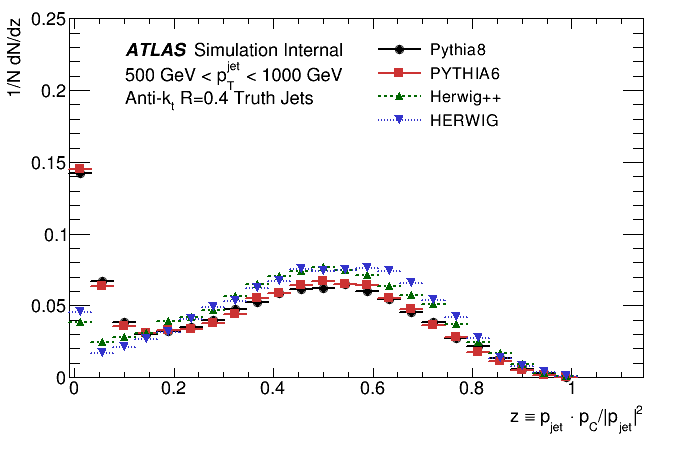 1/N dN/dz
0.25
0.2
0.15
0.1
0.05
0
ATLAS Simulation Internal
500 GeV < p_T^jet < 1000 GeV
Anti-k_t R=0.4 Truth Jets
Pythia8
PYTHIA6
Herwig++
HERWIG
0 0.2 0.4 0.6 0.8 1
z ≡ p_jet · p_C/|p_jet|^2